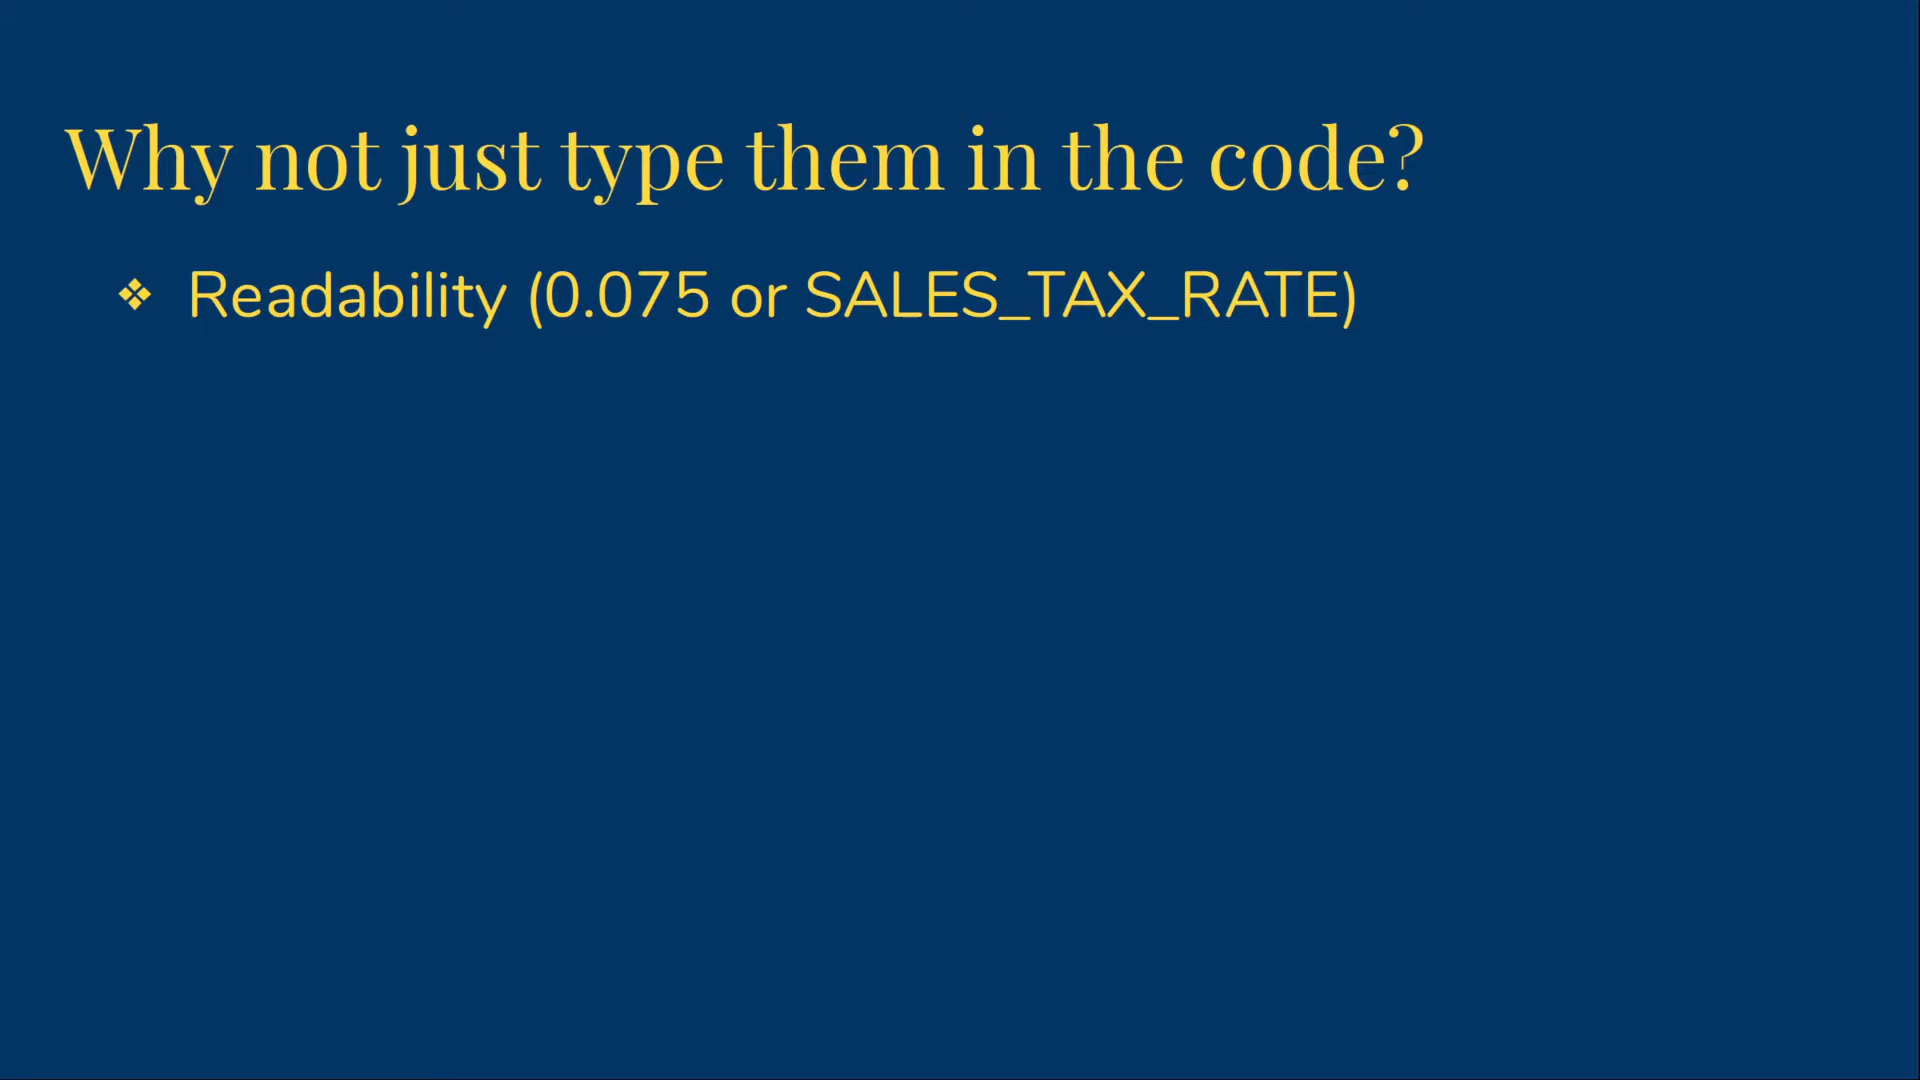 Why not just type them in the code?
❖ Readability (0.075 or SALES_TAX_RATE)